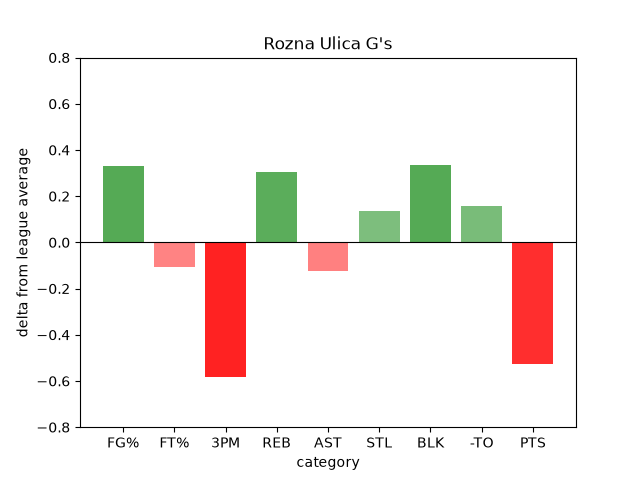 Rozna Ulica G's
0.8
0.6
0.4
0.2
0.0
−0.2
−0.4
−0.6
−0.8
delta from league average
FG% FT% 3PM REB AST STL BLK -TO PTS
category